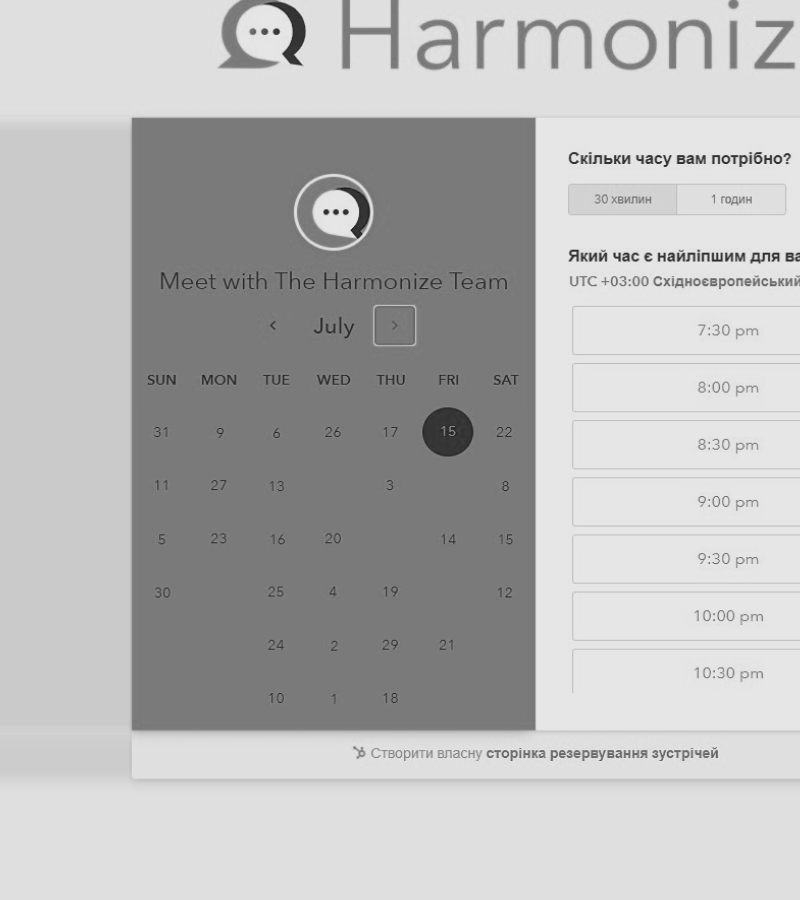 Harmoniz
Meet with The Harmonize Team
July
SUN MON TUE WED THU FRI SAT
31 9 6 26 17 15 22
11 27 13 3 8
5 23 16 20 14 15
30 25 4 19 12
24 2 29 21
10 1 18
Скільки часу вам потрібно?
30 хвилин 1 годин
Який час є найліпшим для ва
UTC +03:00 Східноєвропейський
7:30 pm
8:00 pm
8:30 pm
9:00 pm
9:30 pm
10:00 pm
10:30 pm
Створити власну сторінка резервування зустрічей